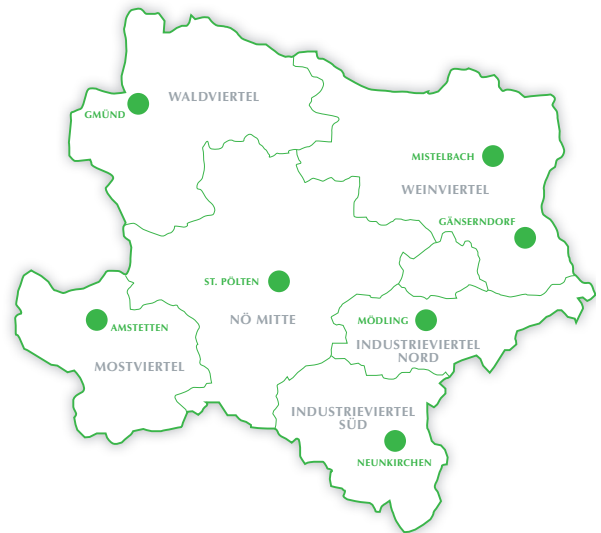 WALDVIERTEL
GMÜND
MISTELBACH
WEINVIERTEL
GÄNSERNDORF
ST. PÖLTEN
NÖ MITTE
MÖDLING
INDUSTRIEVIERTEL
NORD
AMSTETTEN
MOSTVIERTEL
INDUSTRIEVIERTEL
SÜD
NEUNKIRCHEN